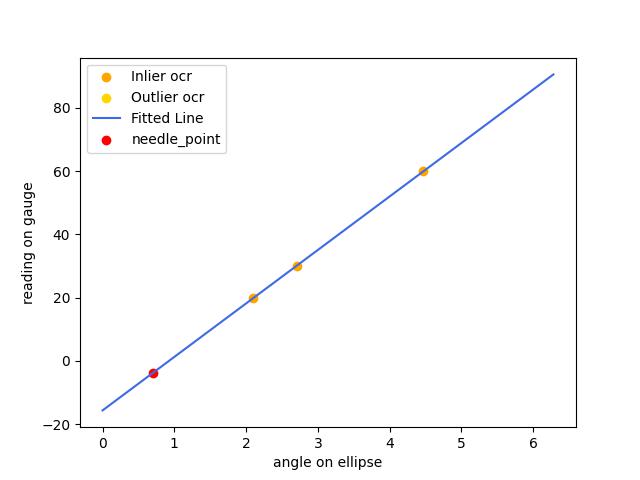 Inlier ocr
Outlier ocr
Fitted Line
needle_point
reading on gauge
80
60
40
20
0
−20
0 1 2 3 4 5 6
angle on ellipse